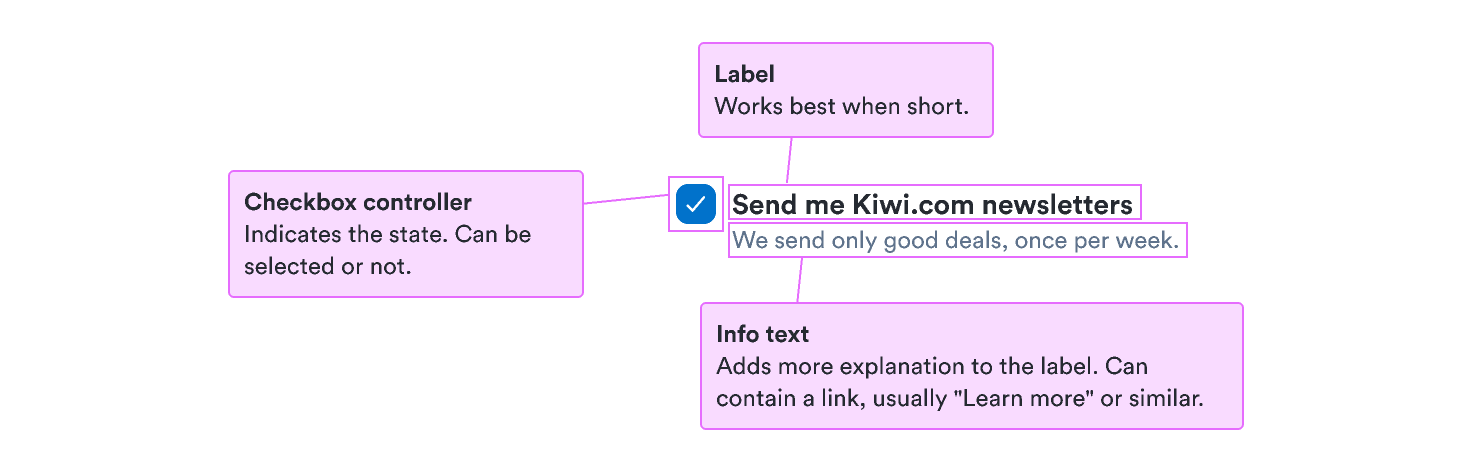 Label
Works best when short.
Checkbox controller
Indicates the state. Can be
selected or not.
Send me Kiwi.com newsletters
We send only good deals, once per week.
Info text
Adds more explanation to the label. Can
contain a link, usually "Learn more" or similar.